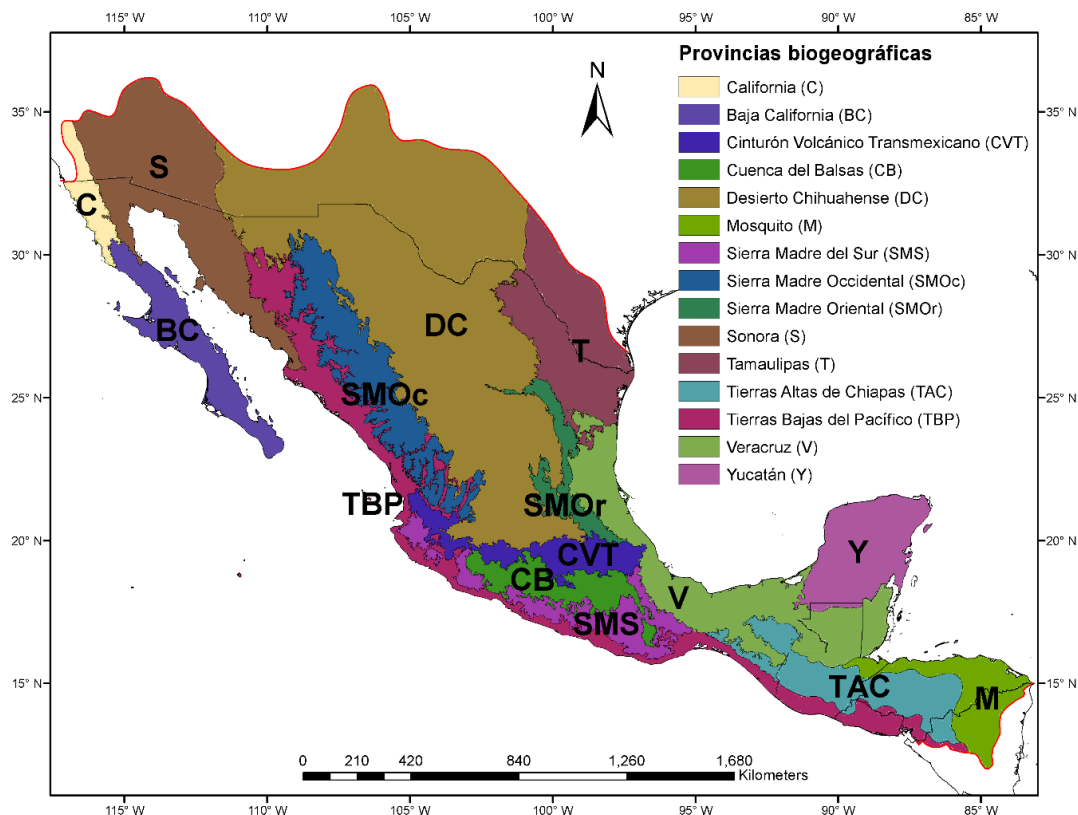 115° W 110° W 105° W 100° W 95° W 90° W 85° W
Provincias biogeográficas
California (C)
Baja California (BC)
Cinturón Volcánico Transmexicano (CVT)
Cuenca del Balsas (CB)
Desierto Chihuahense (DC)
Mosquito (M)
Sierra Madre del Sur (SMS)
Sierra Madre Occidental (SMOc)
Sierra Madre Oriental (SMOr)
Sonora (S)
Tamaulipas (T)
Tierras Altas de Chiapas (TAC)
Tierras Bajas del Pacífico (TBP)
Veracruz (V)
Yucatán (Y)
N
35° N
35° N
S
C
30° N
30° N
BC
DC
T
SMOc
25° N
25° N
TBP
SMOr
20° N
20° N
CVT
Y
CB
V
SMS
15° N
15° N
TAC
M
0 210 420 840 1,260 1,680
Kilometers
115° W 110° W 105° W 100° W 95° W 90° W 85° W